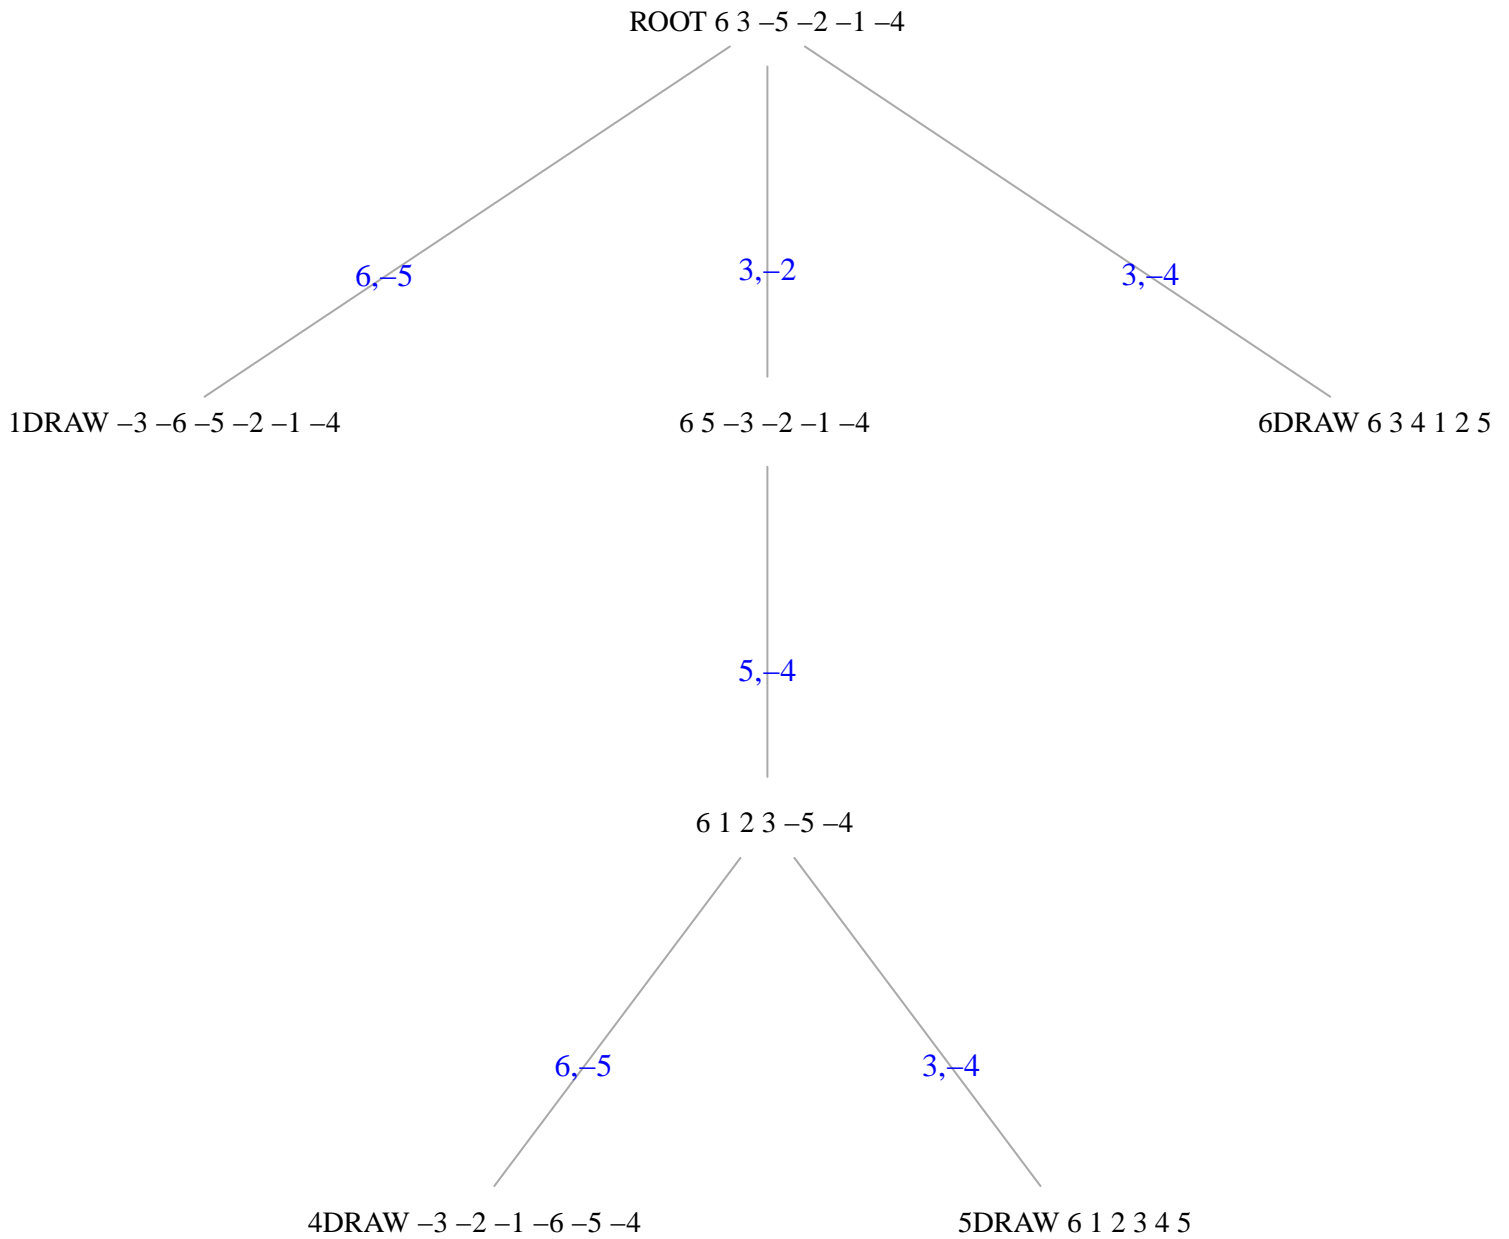 ROOT 6 3 –5 –2 –1 –4
6,–5
3,–2
3,–4
1DRAW –3 –6 –5 –2 –1 –4
6 5 –3 –2 –1 –4
6DRAW 6 3 4 1 2 5
5,–4
6 1 2 3 –5 –4
6,–5
3,–4
4DRAW –3 –2 –1 –6 –5 –4
5DRAW 6 1 2 3 4 5